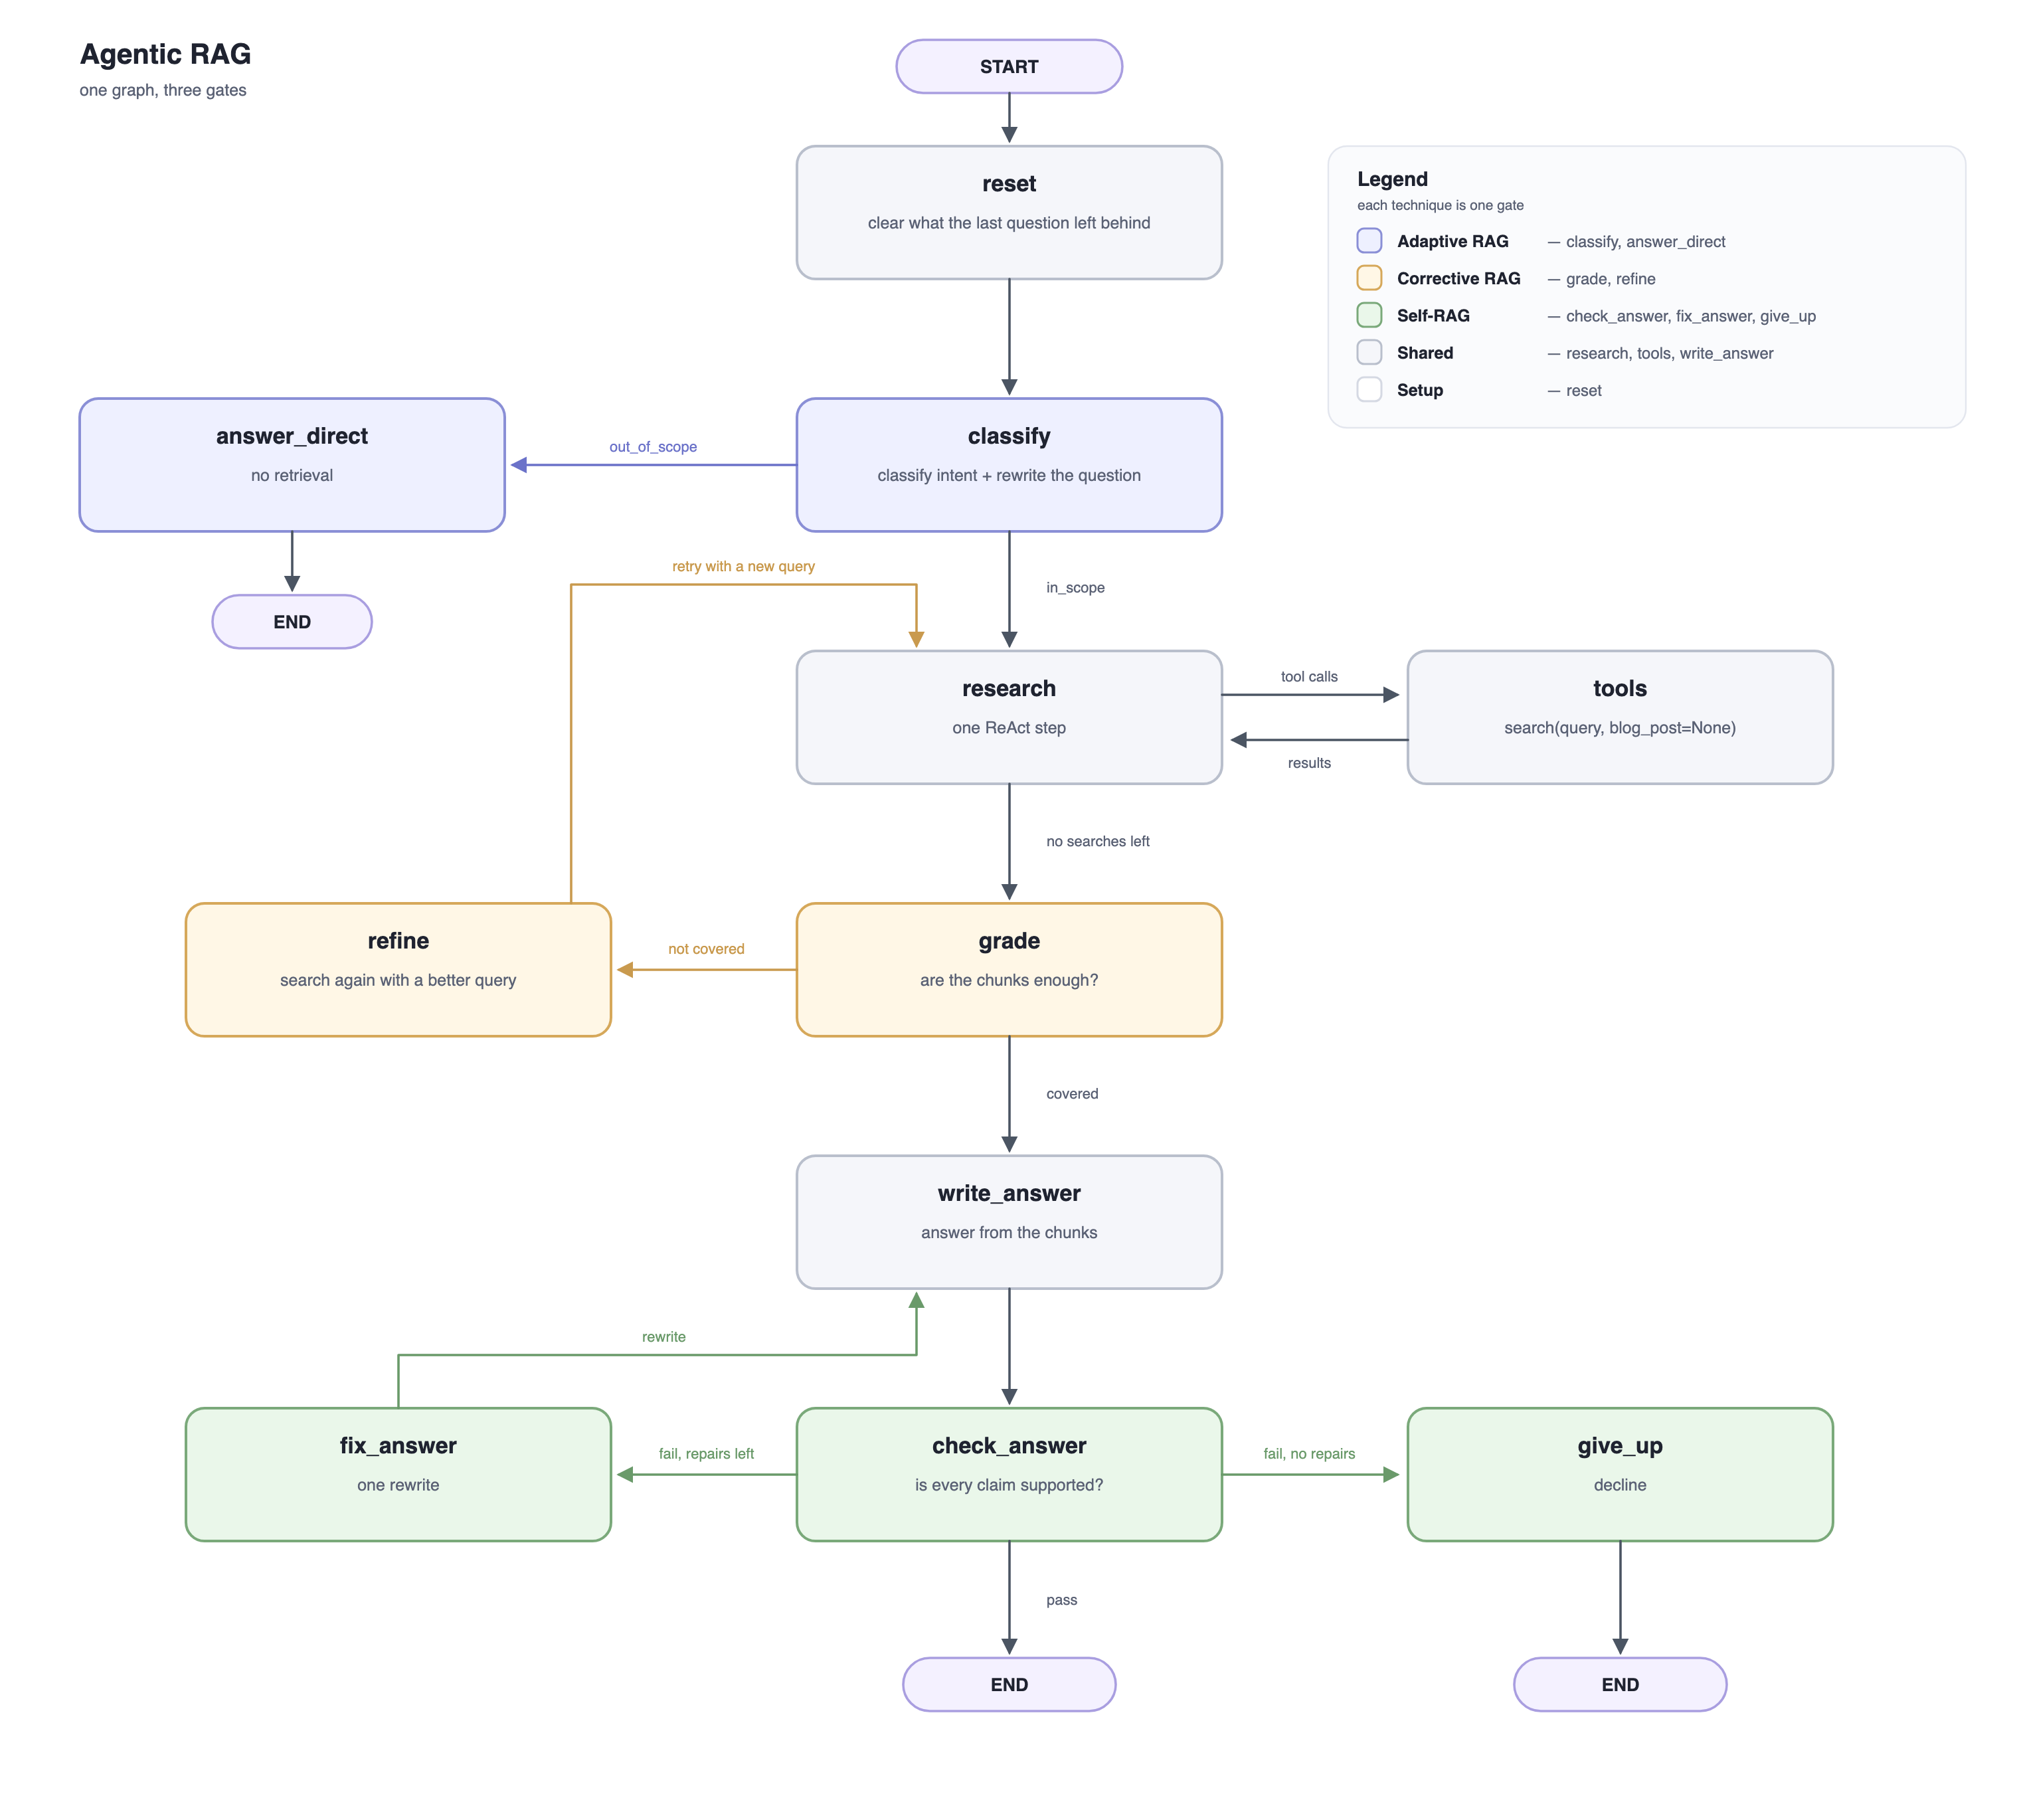 Agentic RAG
one graph, three gates
START
reset
clear what the last question left behind
Legend
each technique is one gate
Adaptive RAG — classify, answer_direct
Corrective RAG — grade, refine
Self-RAG — check_answer, fix_answer, give_up
Shared — research, tools, write_answer
Setup — reset
answer_direct
no retrieval
out_of_scope
classify
classify intent + rewrite the question
END
retry with a new query
in_scope
research
one ReAct step
tool calls
results
tools
search(query, blog_post=None)
no searches left
refine
search again with a better query
not covered
grade
are the chunks enough?
covered
write_answer
answer from the chunks
rewrite
fix_answer
one rewrite
fail, repairs left
check_answer
is every claim supported?
fail, no repairs
give_up
decline
pass
END
END